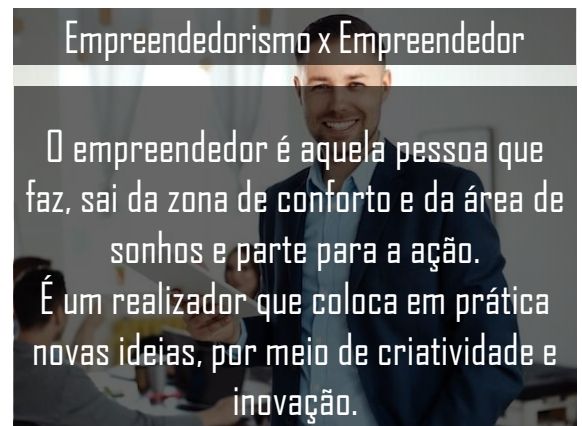 Empreendedorismo x Empreendedor
O empreendedor é aquela pessoa que
faz, sai da zona de conforto e da área de
sonhos e parte para a ação.
É um realizador que coloca em prática
novas ideias, por meio de criatividade e
inovação.